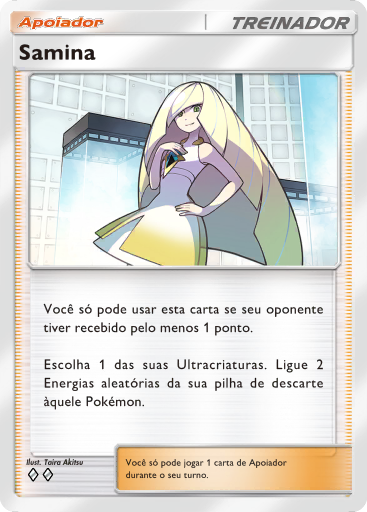 Apoiador
TREINADOR
Samina
Você só pode usar esta carta se seu oponente
tiver recebido pelo menos 1 ponto.
Escolha 1 das suas Ultracriaturas. Ligue 2
Energias aleatórias da sua pilha de descarte
àquele Pokémon.
Ilust. Taira Akitsu
Você só pode jogar 1 carta de Apoiador
durante o seu turno.